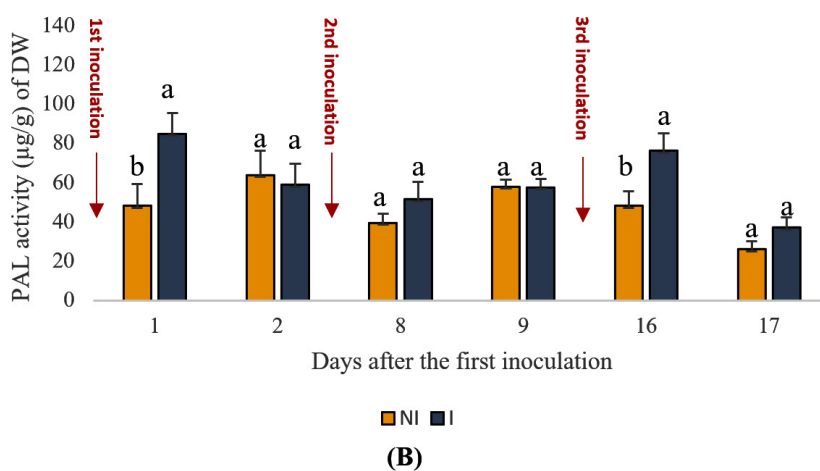 PAL activity (µg/g) of DW
140
120
100
80
60
40
20
0
1st inoculation
2nd inoculation
3rd inoculation
b
a
a
a
a
a
a
a
b
a
a
a
1
2
8
9
16
17
Days after the first inoculation
NI
I
(B)